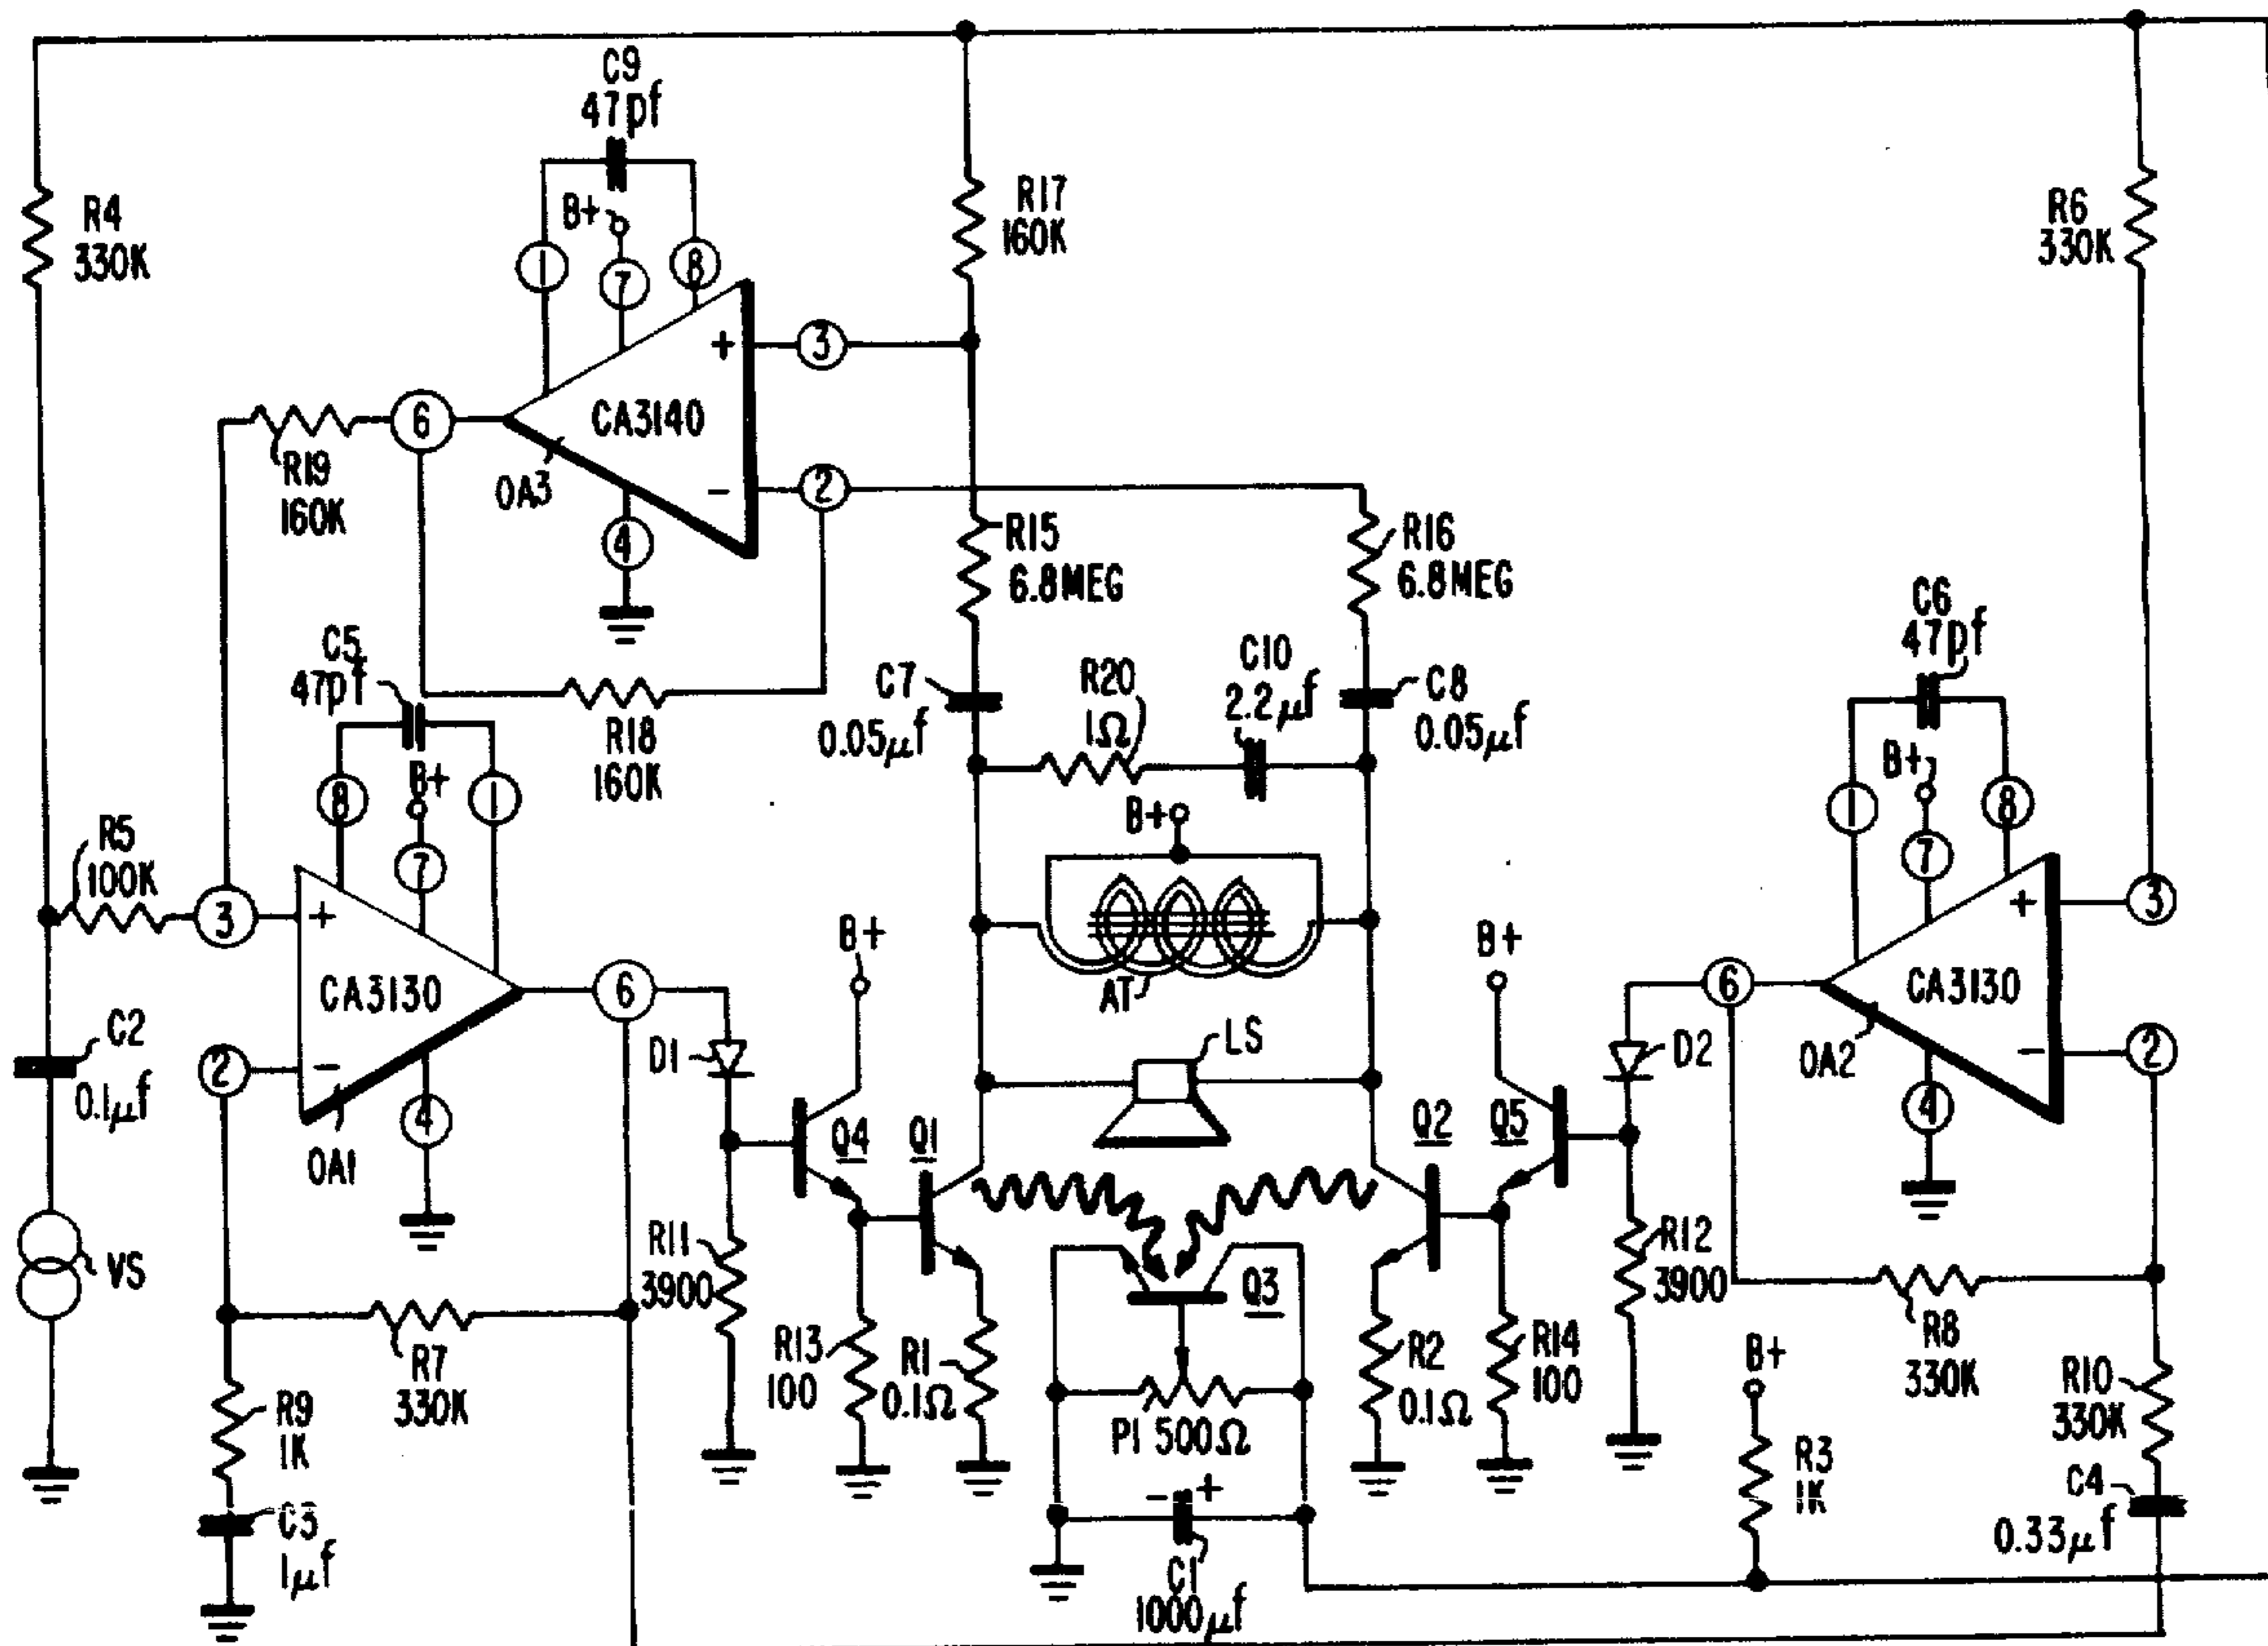 C9
47pf
B+
1
7
8
R4
330K
R17
160K
R6
330K
+
3
CA3140
6
R19
160K
OA3
-
2
4
R15
6.8MEG
R16
6.8MEG
C5
47pf
R18
160K
C7
0.05µf
R20
1Ω
C10
2.2µf
C8
0.05µf
C6
47pf
B+
8
7
1
B+
1
7
8
R5
100K
3
+
CA3130
2
-
OA1
4
6
B+
AT
LS
B+
B+
D1
Q4
Q1
Q2
Q5
D2
6
CA3130
OA2
+
3
-
2
4
C2
0.1µf
VS
R7
330K
R9
1K
C3
1µf
R11
3900
R13
100
R1
0.1Ω
Q3
P1 500Ω
- +
C1
1000µf
R2
0.1Ω
R14
100
R12
3900
B+
R3
1K
R8
330K
R10
330K
C4
0.33µf